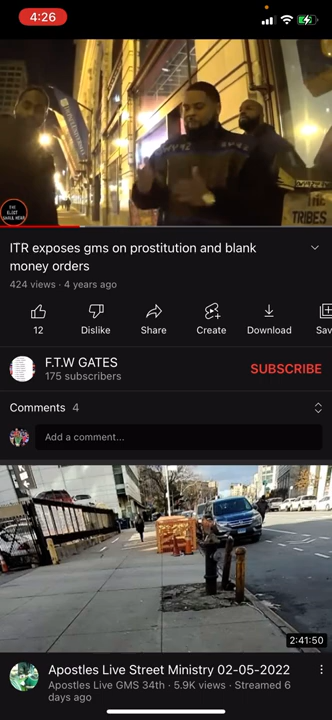 4:26
THE
TRIBES
ITR exposes gms on prostitution and blank
money orders
424 views · 4 years ago
12
Dislike
Share
Create
Download
Sav
F.T.W GATES
175 subscribers
SUBSCRIBE
Comments 4
Add a comment...
2:41:50
Apostles Live Street Ministry 02-05-2022
Apostles Live GMS 34th · 5.9K views · Streamed 6
days ago